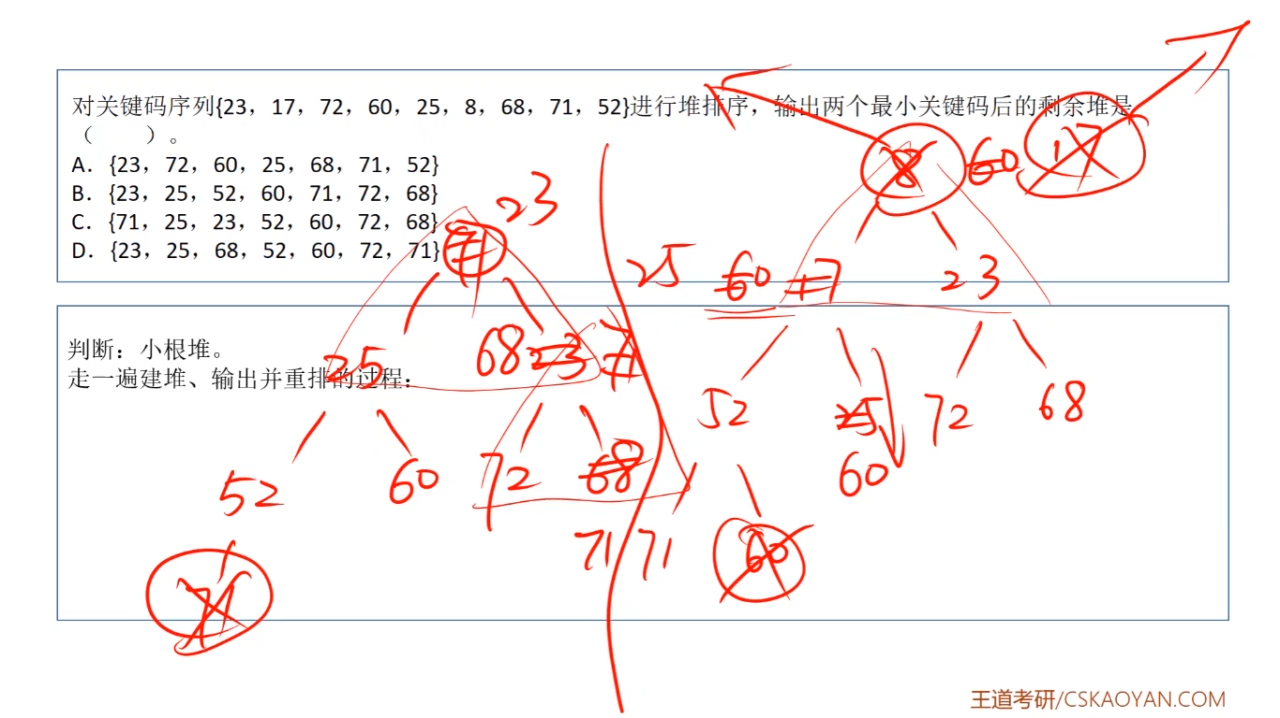 对关键码序列{23，17，72，60，25，8，68，71，52}进行堆排序，输出两个最小关键码后的剩余堆是
（　　）。
A．{23，72，60，25，68，71，52}
B．{23，25，52，60，71，72，68}
C．{71，25，23，52，60，72，68}
D．{23，25，68，52，60，72，71}
判断：小根堆。
走一遍建堆、输出并重排的过程：
8 60 17
23
71
25 60 17 23
25 68 23 71
52 25 72 68
60
52 60 72 68
71 71 60
71
王道考研/CSKAOYAN.COM